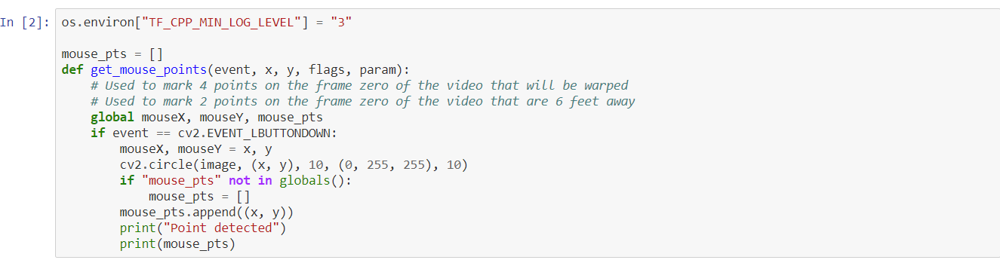 In [2]: os.environ["TF_CPP_MIN_LOG_LEVEL"] = "3"

mouse_pts = []
def get_mouse_points(event, x, y, flags, param):
    # Used to mark 4 points on the frame zero of the video that will be warped
    # Used to mark 2 points on the frame zero of the video that are 6 feet away
    global mouseX, mouseY, mouse_pts
    if event == cv2.EVENT_LBUTTONDOWN:
        mouseX, mouseY = x, y
        cv2.circle(image, (x, y), 10, (0, 255, 255), 10)
        if "mouse_pts" not in globals():
            mouse_pts = []
        mouse_pts.append((x, y))
        print("Point detected")
        print(mouse_pts)